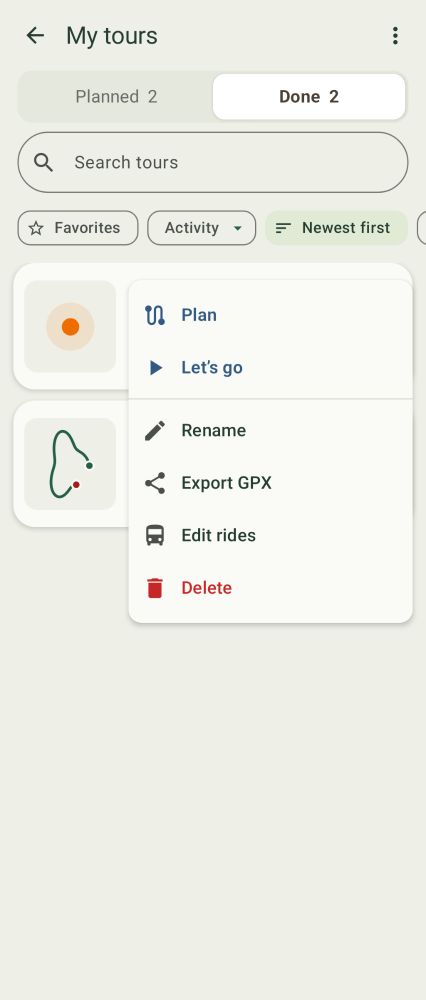 My tours
Planned 2
Done 2
Search tours
Favorites
Activity
Newest first
Plan
Let’s go
Rename
Export GPX
Edit rides
Delete